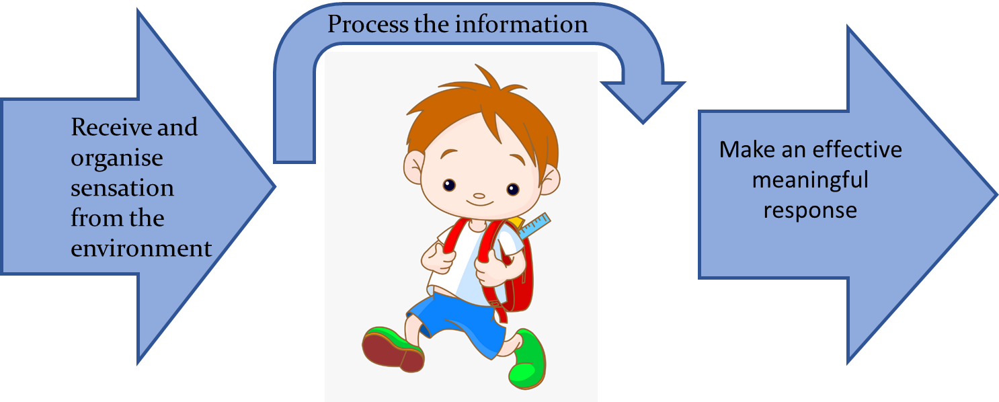 Receive and
organise
sensation
from the
environment
Process the information
Make an effective
meaningful
response